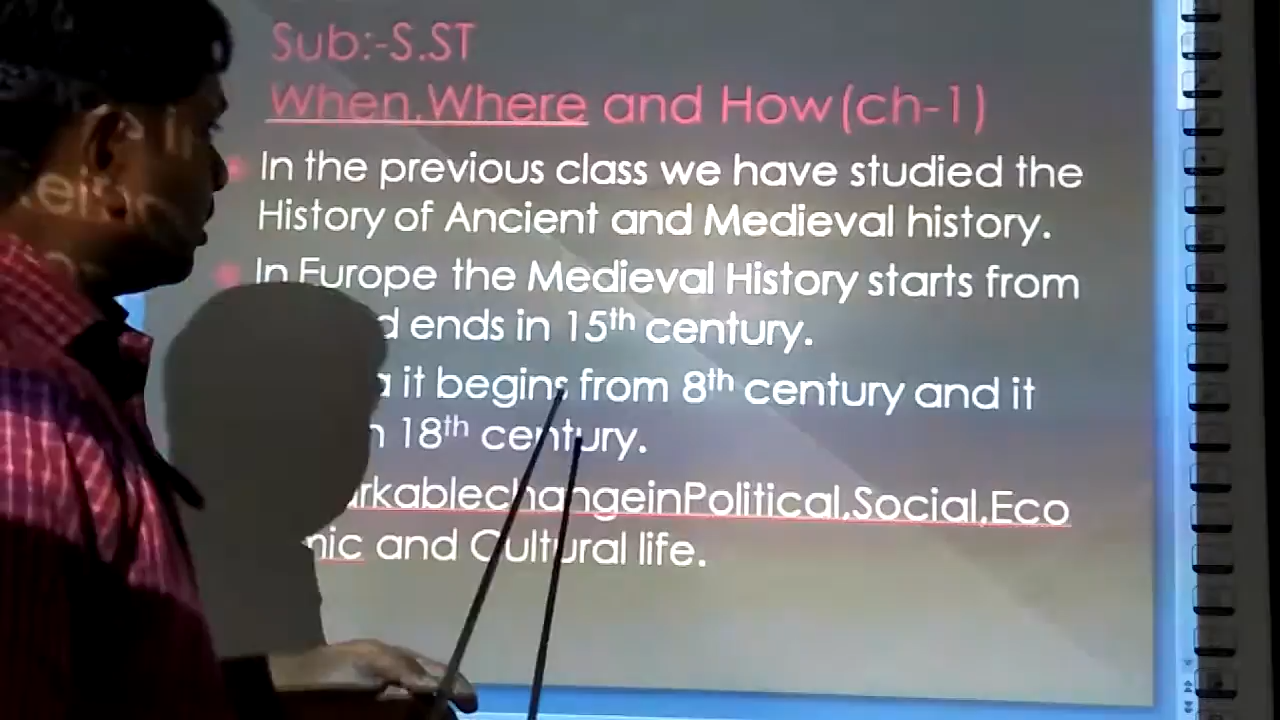 Sub:-S.ST
When,Where and How(ch-1)
In the previous class we have studied the
History of Ancient and Medieval history.
In Europe the Medieval History starts from
ends in 15th century.
it begins from 8th century and it
18th century.
changeinPolitical,Social,Eco
and Cultural life.